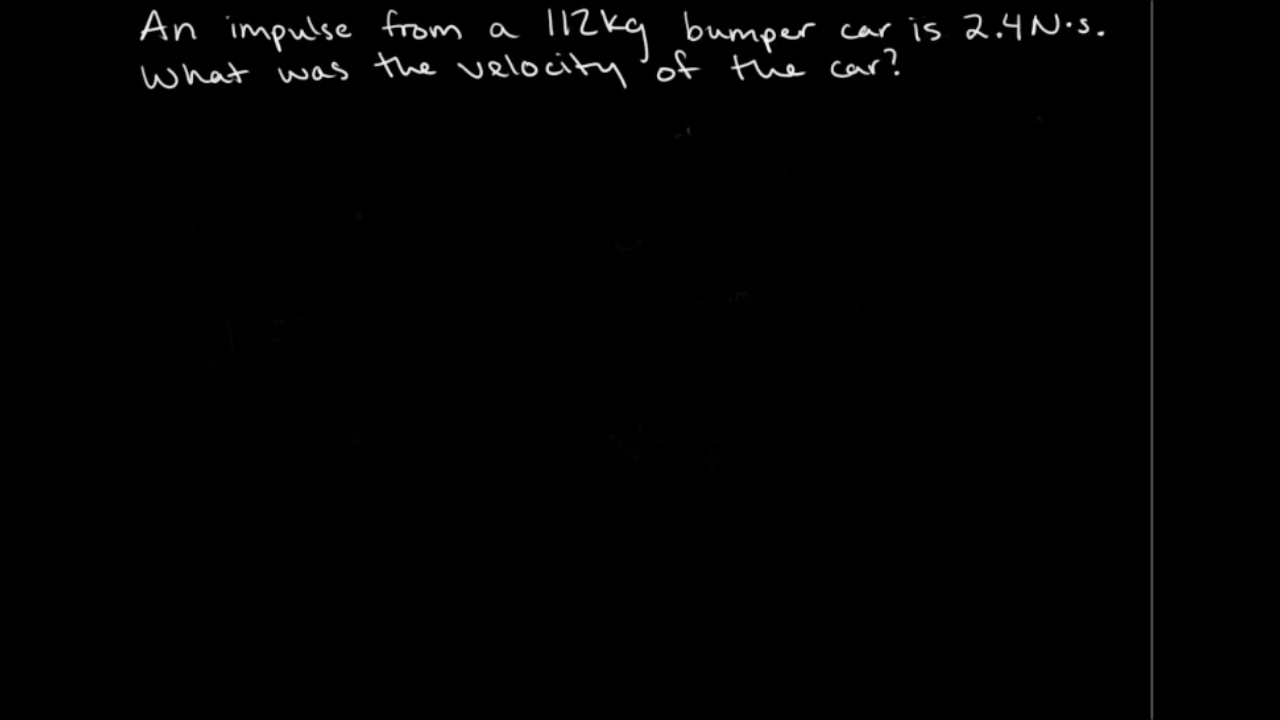 An impulse from a 112kg bumper car is 2.4N·s.
What was the velocity of the car?